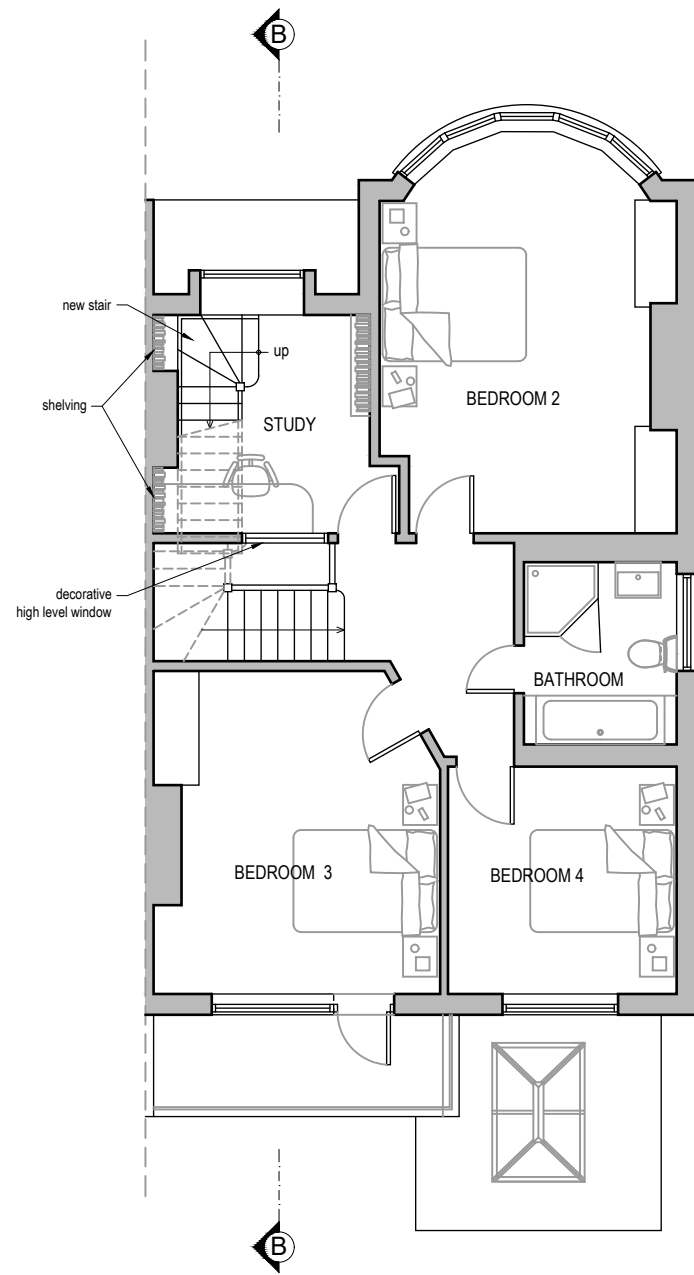 B
new stair
up
shelving
STUDY
BEDROOM 2
decorative
high level window
BATHROOM
BEDROOM 3
BEDROOM 4
B